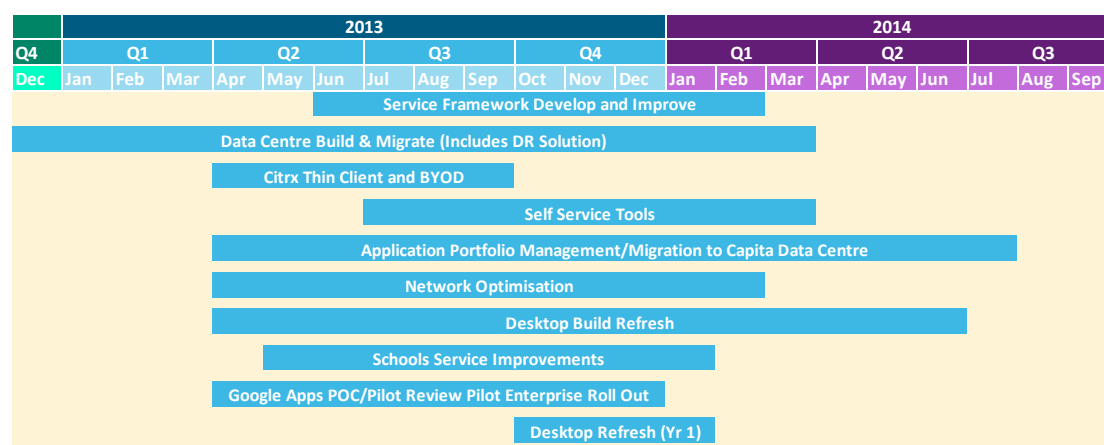 2013 2014
Q4 Q1 Q2 Q3 Q4 Q1 Q2 Q3
Dec Jan Feb Mar Apr May Jun Jul Aug Sep Oct Nov Dec Jan Feb Mar Apr May Jun Jul Aug Sep
Service Framework Develop and Improve
Data Centre Build & Migrate (Includes DR Solution)
Citrx Thin Client and BYOD
Self Service Tools
Application Portfolio Management/Migration to Capita Data Centre
Network Optimisation
Desktop Build Refresh
Schools Service Improvements
Google Apps POC/Pilot Review Pilot Enterprise Roll Out
Desktop Refresh (Yr 1)